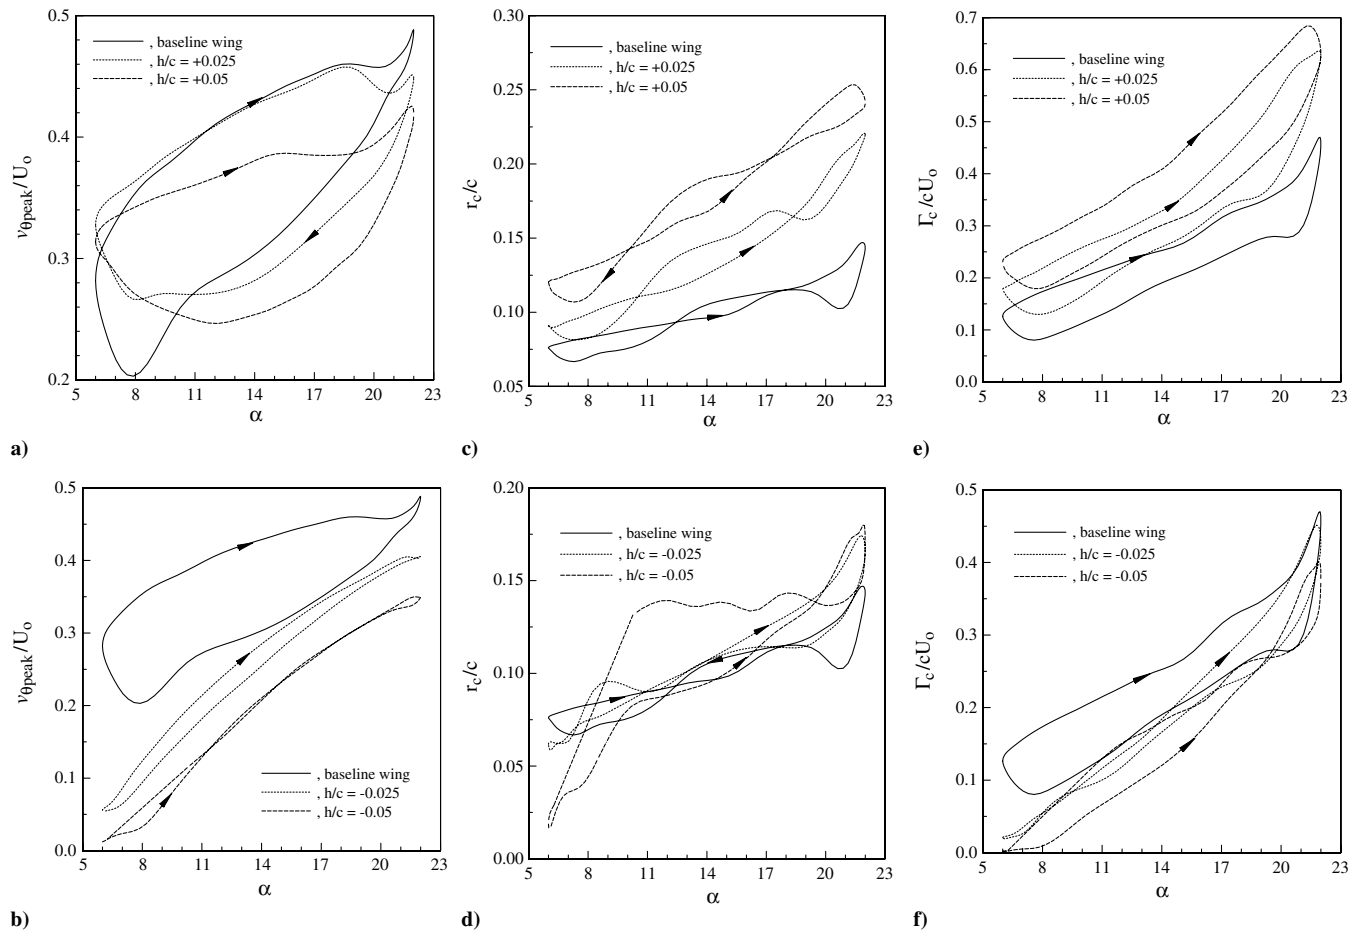 0.5
, baseline wing
, h/c = +0.025
, h/c = +0.05
0.4
0.3
0.2
vθpeak/Uo
5 8 11 14 17 20 23
α
a)
0.30
, baseline wing
, h/c = +0.025
, h/c = +0.05
0.25
0.20
0.15
0.10
0.05
rc/c
5 8 11 14 17 20 23
α
c)
0.7
, baseline wing
, h/c = +0.025
, h/c = +0.05
0.6
0.5
0.4
0.3
0.2
0.1
0.0
Γc/cUo
5 8 11 14 17 20 23
α
e)
0.5
0.4
0.3
0.2
0.1
0.0
vθpeak/Uo
, baseline wing
, h/c = -0.025
, h/c = -0.05
5 8 11 14 17 20 23
α
b)
0.20
, baseline wing
, h/c = -0.025
, h/c = -0.05
0.15
0.10
0.05
0.00
rc/c
5 8 11 14 17 20 23
α
d)
0.5
, baseline wing
, h/c = -0.025
, h/c = -0.05
0.4
0.3
0.2
0.1
0.0
Γc/cUo
5 8 11 14 17 20 23
α
f)